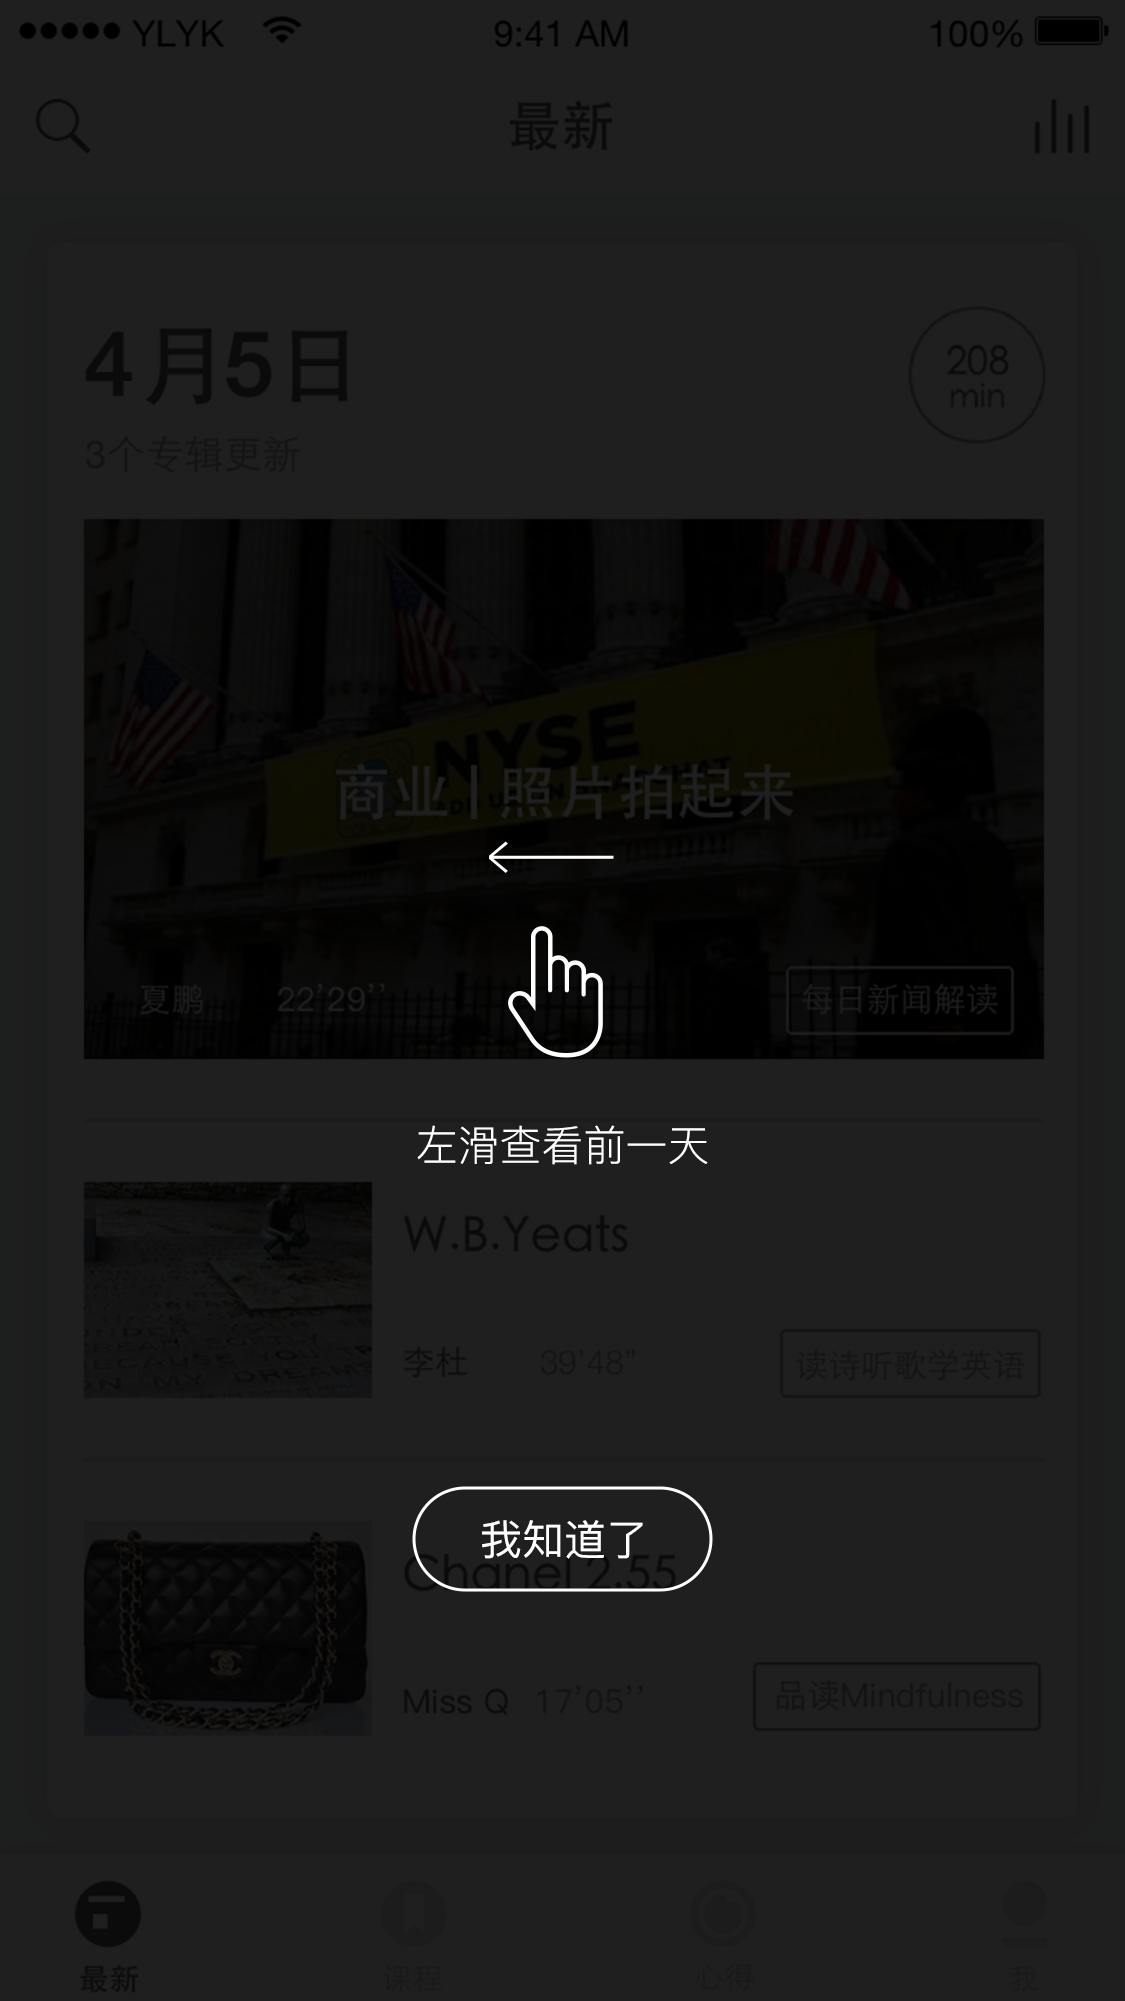 YLYK 9:41 AM 100%
最新
4月5日
208
min
3个专辑更新
NYSE
商业 | 照片拍起来
夏鹏 22'29'' 每日新闻解读
左滑查看前一天
W.B.Yeats
李杜 39'48" 读诗听歌学英语
我知道了
Chanel 2.55
Miss Q 17'05'' 品读Mindfulness
最新 课程 心得 我